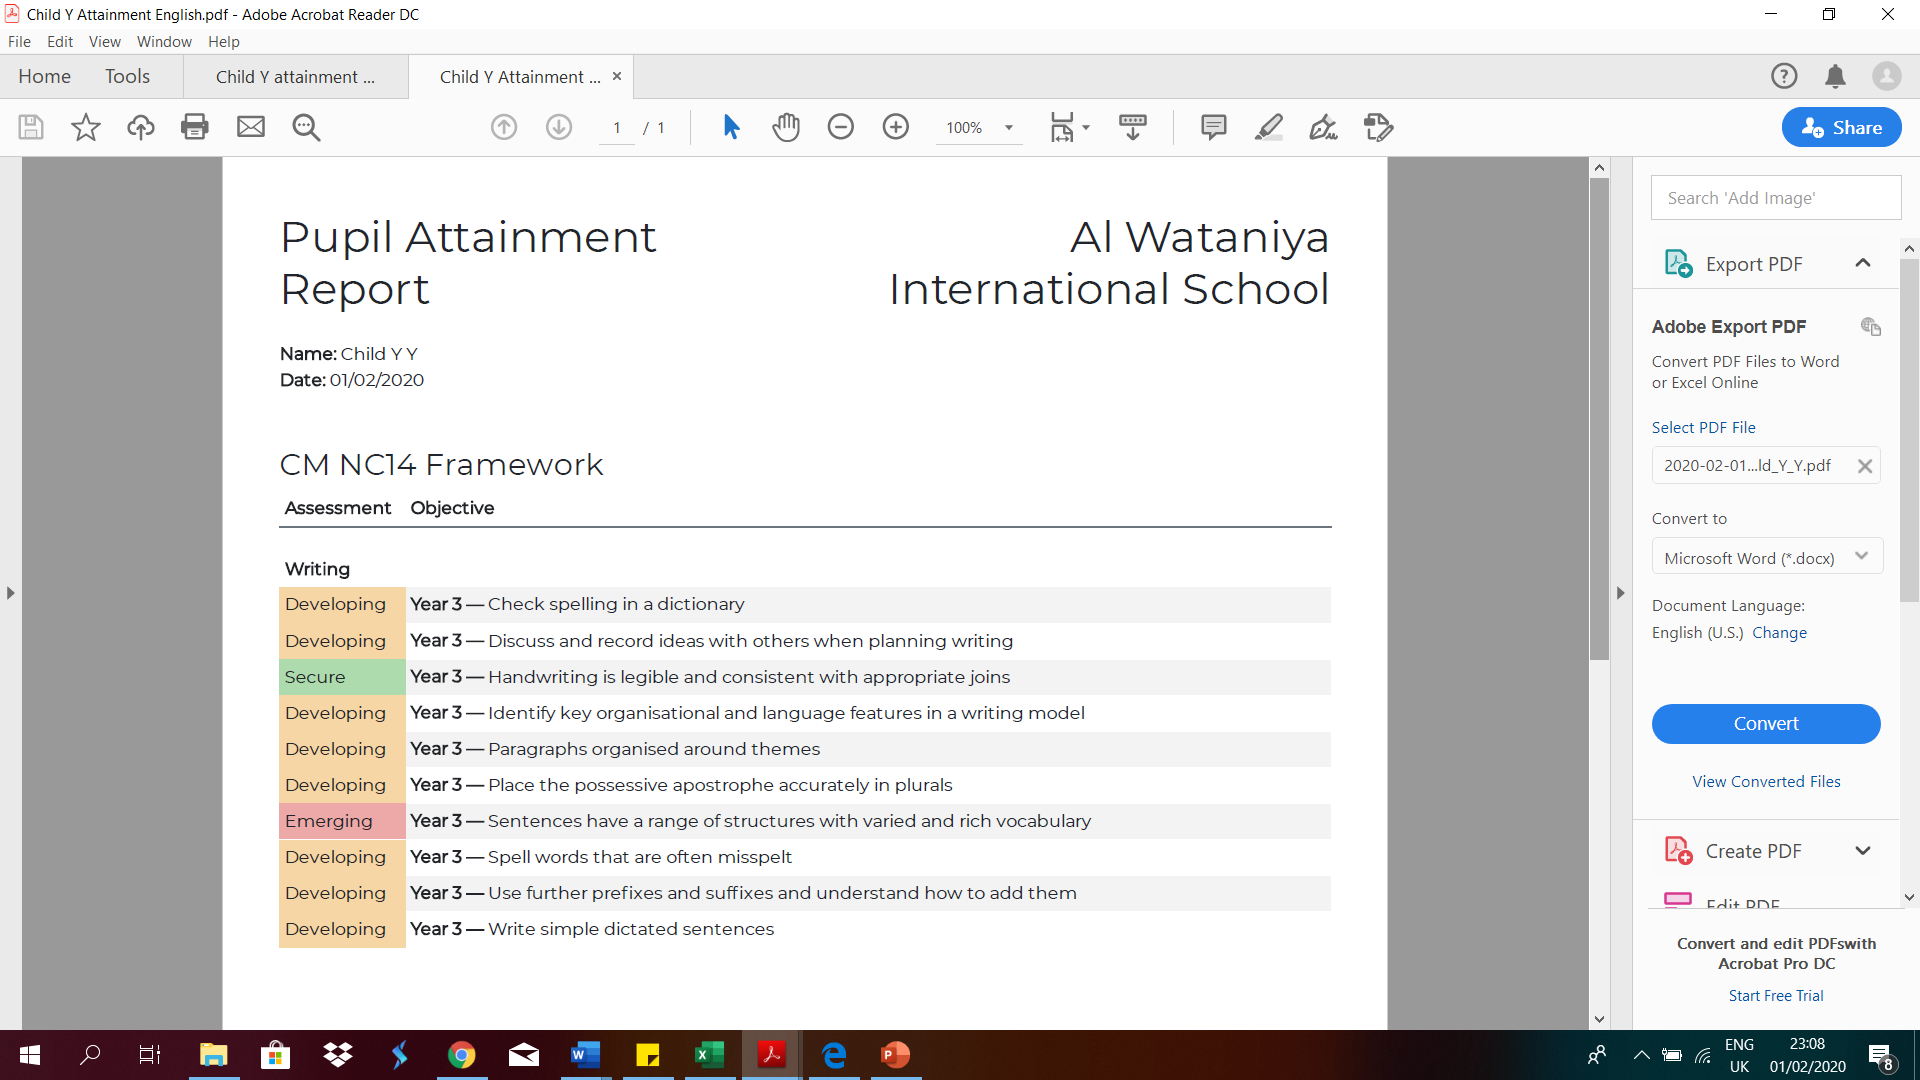 Child Y Attainment English.pdf - Adobe Acrobat Reader DC
File Edit View Window Help
Home Tools Child Y attainment ... Child Y Attainment ... ×
1 / 1 100% Share
Search 'Add Image'
Pupil Attainment Report
Al Wataniya International School
Name: Child Y Y
Date: 01/02/2020
CM NC14 Framework
Assessment Objective
Writing
Developing Year 3 — Check spelling in a dictionary
Developing Year 3 — Discuss and record ideas with others when planning writing
Secure Year 3 — Handwriting is legible and consistent with appropriate joins
Developing Year 3 — Identify key organisational and language features in a writing model
Developing Year 3 — Paragraphs organised around themes
Developing Year 3 — Place the possessive apostrophe accurately in plurals
Emerging Year 3 — Sentences have a range of structures with varied and rich vocabulary
Developing Year 3 — Spell words that are often misspelt
Developing Year 3 — Use further prefixes and suffixes and understand how to add them
Developing Year 3 — Write simple dictated sentences
Export PDF
Adobe Export PDF
Convert PDF Files to Word
or Excel Online
Select PDF File
2020-02-01...ld_Y_Y.pdf
Convert to
Microsoft Word (*.docx)
Document Language:
English (U.S.) Change
Convert
View Converted Files
Create PDF
Edit PDF
Convert and edit PDFswith
Acrobat Pro DC
Start Free Trial
ENG
UK
23:08
01/02/2020
8